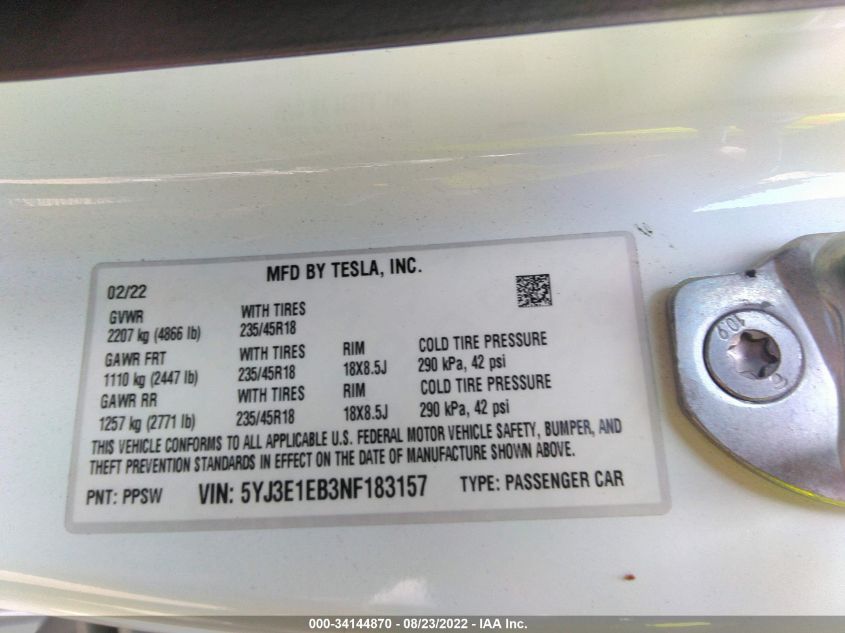 MFD BY TESLA, INC.
02/22
GVWR WITH TIRES
2207 kg (4866 lb) 235/45R18
GAWR FRT WITH TIRES RIM COLD TIRE PRESSURE
1110 kg (2447 lb) 235/45R18 18X8.5J 290 kPa, 42 psi
GAWR RR WITH TIRES RIM COLD TIRE PRESSURE
1257 kg (2771 lb) 235/45R18 18X8.5J 290 kPa, 42 psi
THIS VEHICLE CONFORMS TO ALL APPLICABLE U.S. FEDERAL MOTOR VEHICLE SAFETY, BUMPER, AND
THEFT PREVENTION STANDARDS IN EFFECT ON THE DATE OF MANUFACTURE SHOWN ABOVE.
PNT: PPSW VIN: 5YJ3E1EB3NF183157 TYPE: PASSENGER CAR
10.9
000-34144870 - 08/23/2022 - IAA Inc.